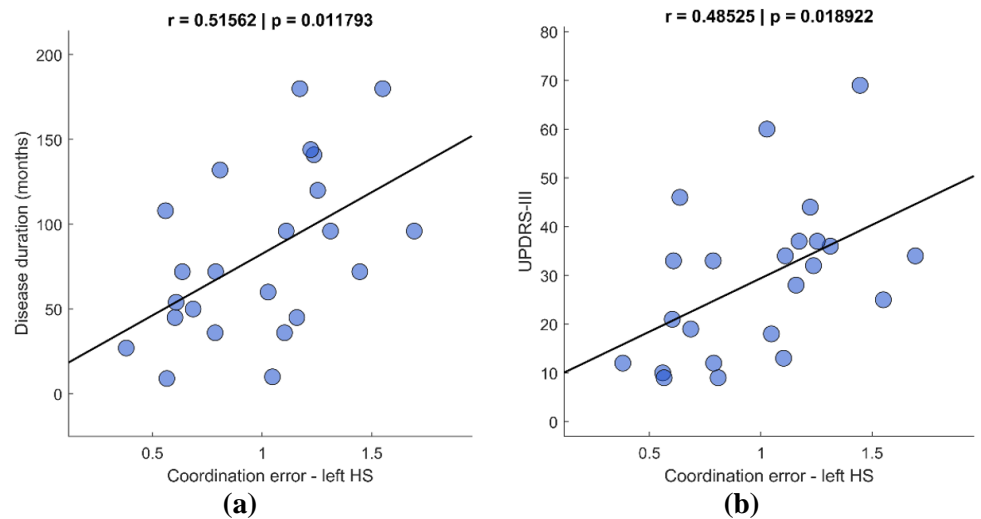 r = 0.51562 | p = 0.011793
200
150
100
50
0
Disease duration (months)
0.5 1 1.5
Coordination error - left HS
(a)
r = 0.48525 | p = 0.018922
80
70
60
50
40
30
20
10
0
UPDRS-III
0.5 1 1.5
Coordination error - left HS
(b)